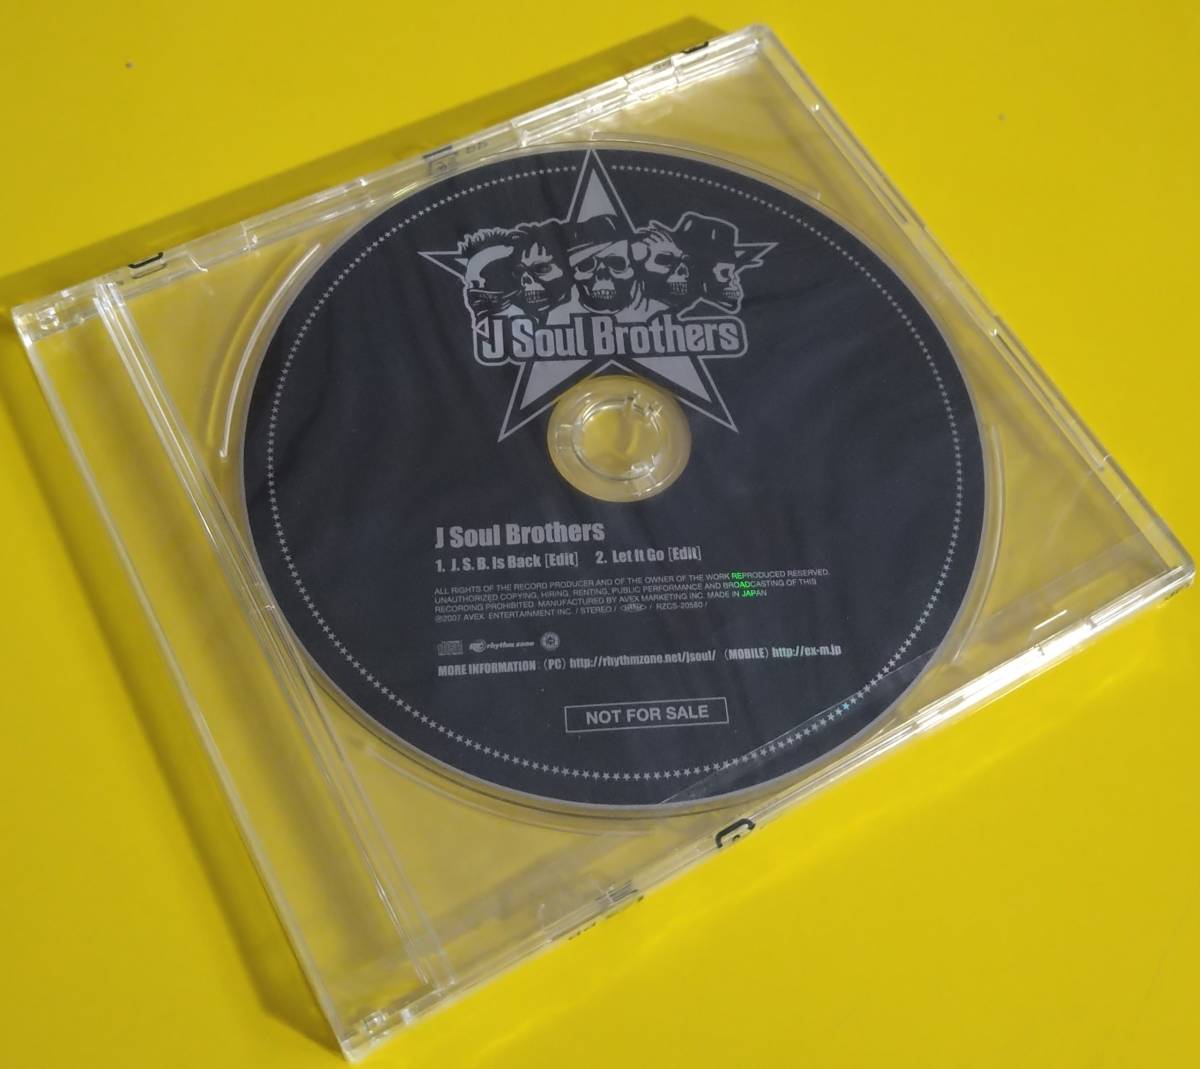 J Soul Brothers
J Soul Brothers
1. J. S. B. Is Back [Edit] 2. Let It Go [Edit]
ALL RIGHTS OF THE RECORD PRODUCER AND OF THE OWNER OF THE WORK REPRODUCED RESERVED.
UNAUTHORIZED COPYING, HIRING, RENTING, PUBLIC PERFORMANCE AND BROADCASTING OF THIS
RECORDING PROHIBITED. MANUFACTURED BY AVEX MARKETING INC. MADE IN JAPAN
℗2007 AVEX ENTERTAINMENT INC. / STEREO / / RZCS-20560 /
rhythm zone
MORE INFORMATION : (PC) http://rhythmzone.net/jsoul/ (MOBILE) http://ex-m.jp
NOT FOR SALE